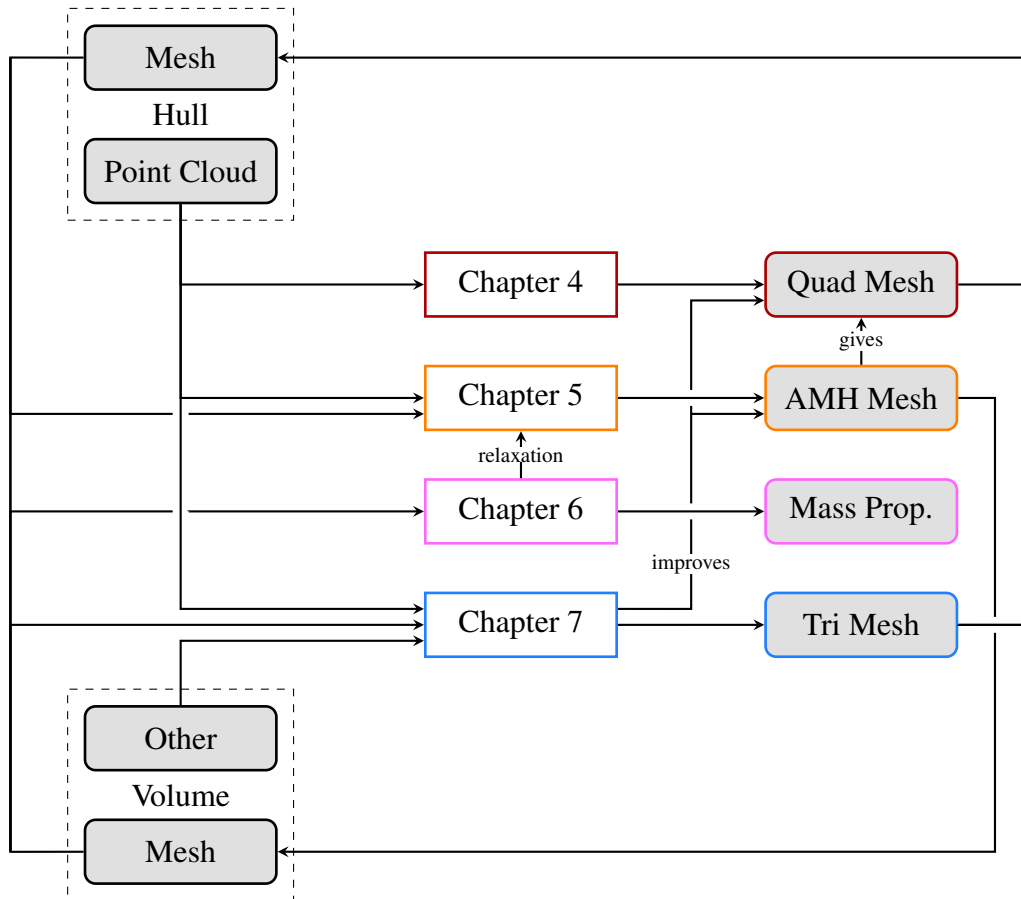 Mesh
Hull
Point Cloud
Chapter 4
Quad Mesh
gives
Chapter 5
AMH Mesh
relaxation
Chapter 6
Mass Prop.
improves
Chapter 7
Tri Mesh
Other
Volume
Mesh